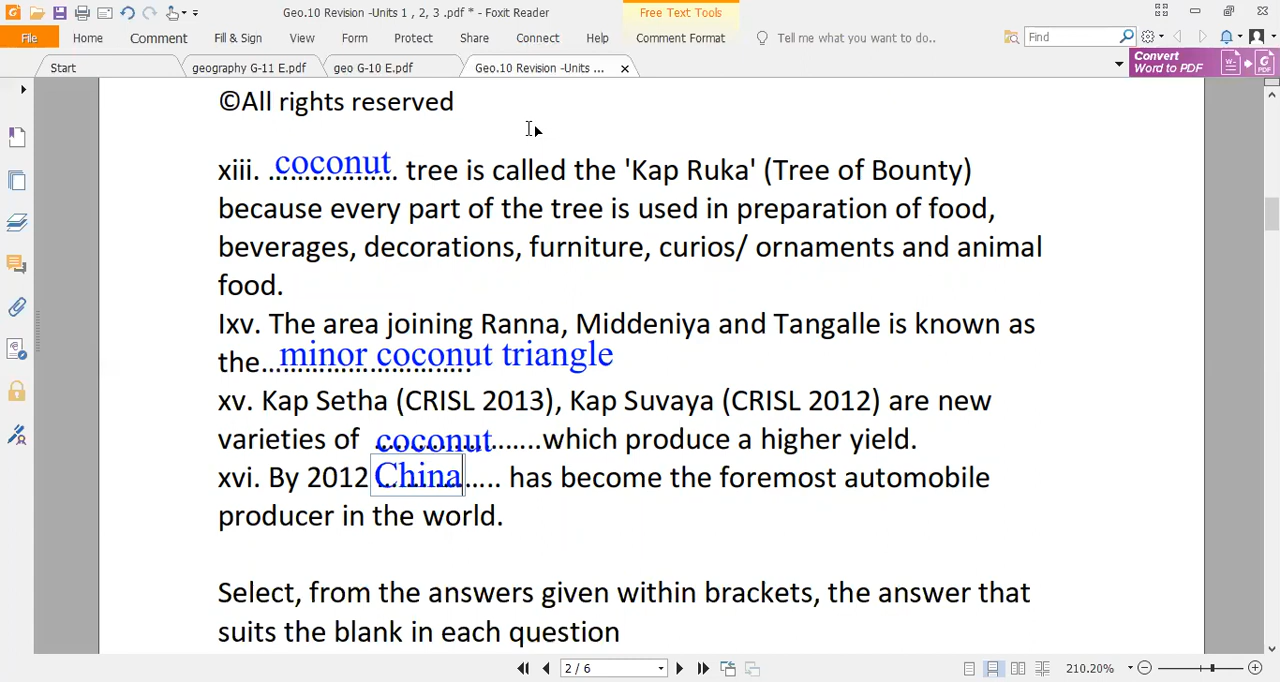 Geo.10 Revision -Units 1 , 2, 3 .pdf * - Foxit Reader
Free Text Tools
File Home Comment Fill & Sign View Form Protect Share Connect Help Comment Format Tell me what you want to do.. Find
Start geography G-11 E.pdf geo G-10 E.pdf Geo.10 Revision -Units ...
Convert
Word to PDF
©All rights reserved
xiii. coconut ………………. tree is called the 'Kap Ruka' (Tree of Bounty)
because every part of the tree is used in preparation of food,
beverages, decorations, furniture, curios/ ornaments and animal
food.
Ixv. The area joining Ranna, Middeniya and Tangalle is known as
the………………………….. minor coconut triangle
xv. Kap Setha (CRISL 2013), Kap Suvaya (CRISL 2012) are new
varieties of coconut …………………….which produce a higher yield.
xvi. By 2012 China ……………... has become the foremost automobile
producer in the world.
Select, from the answers given within brackets, the answer that
suits the blank in each question
2 / 6 210.20%